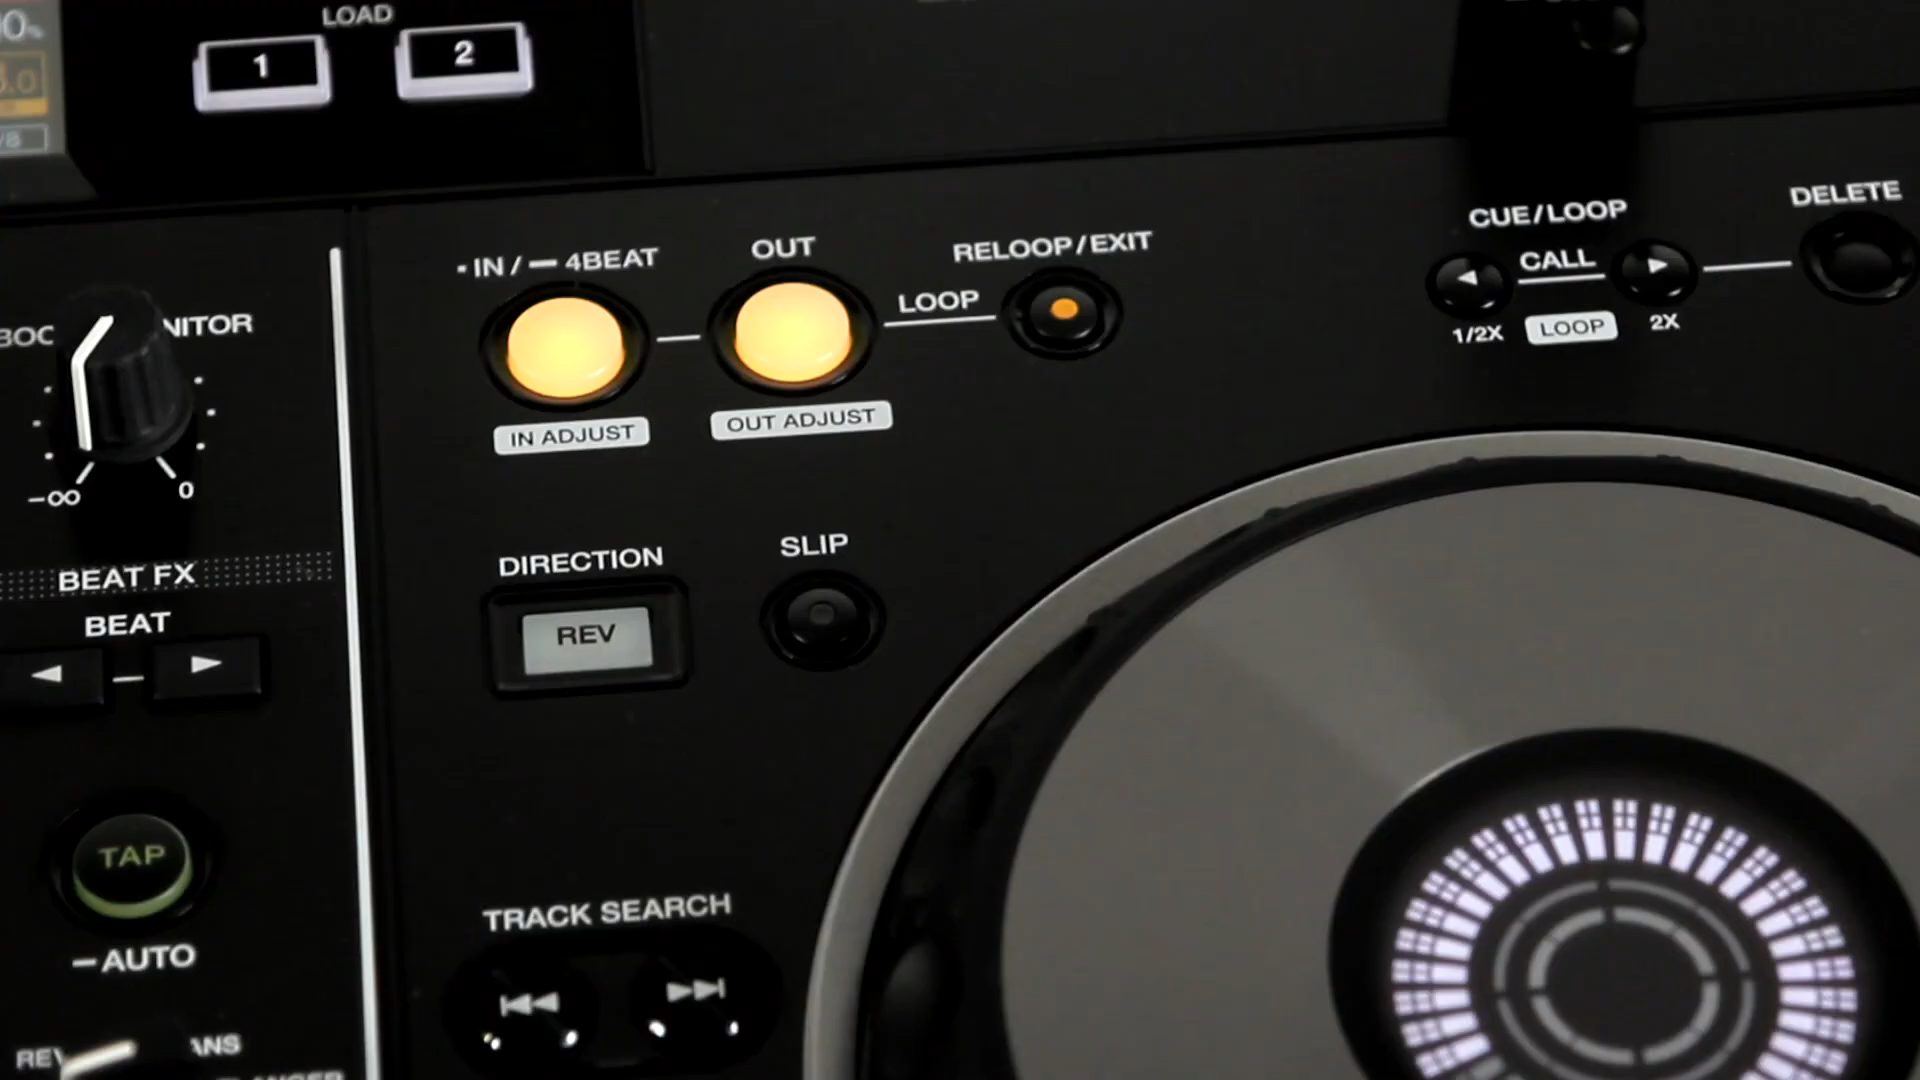 LOAD
1
2
/8
- IN / — 4BEAT
OUT
RELOOP/EXIT
LOOP
IN ADJUST
OUT ADJUST
CUE/LOOP
CALL
DELETE
1/2X
LOOP
2X
-∞
0
BEAT FX
BEAT
DIRECTION
REV
SLIP
TAP
—AUTO
TRACK SEARCH